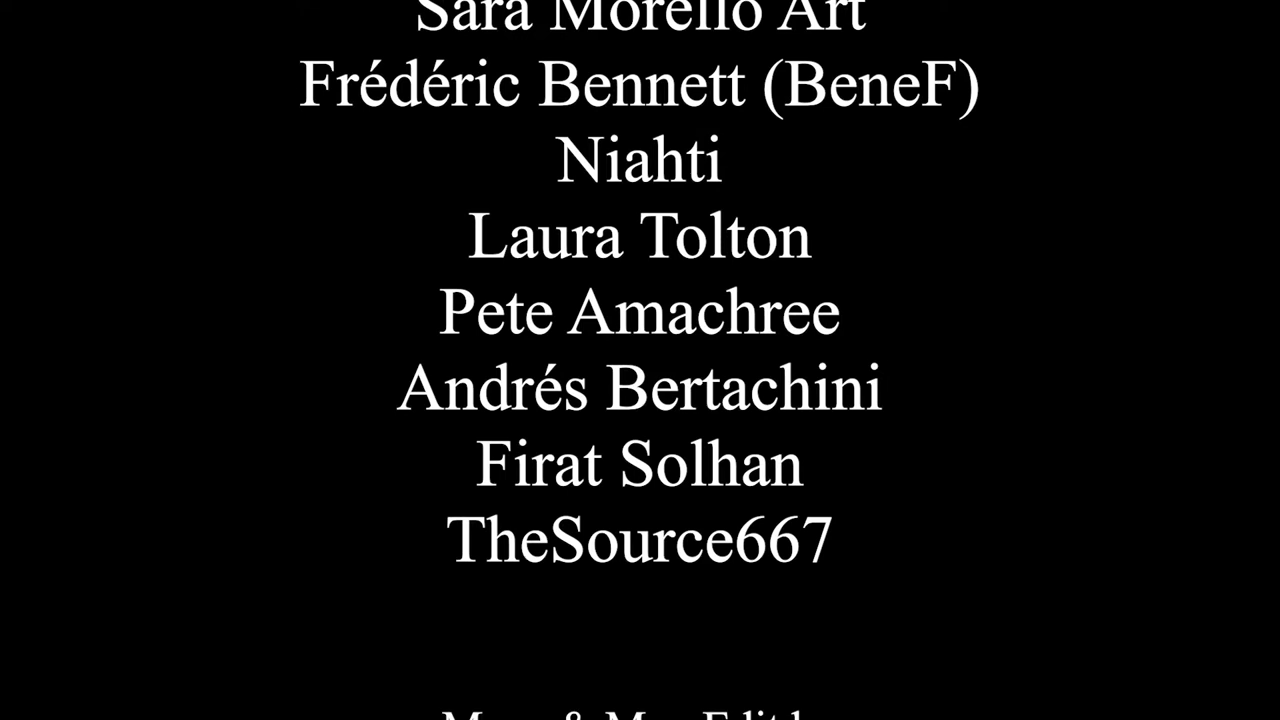 Sara Morello Art
Frédéric Bennett (BeneF)
Niahti
Laura Tolton
Pete Amachree
Andrés Bertachini
Firat Solhan
TheSource667
&